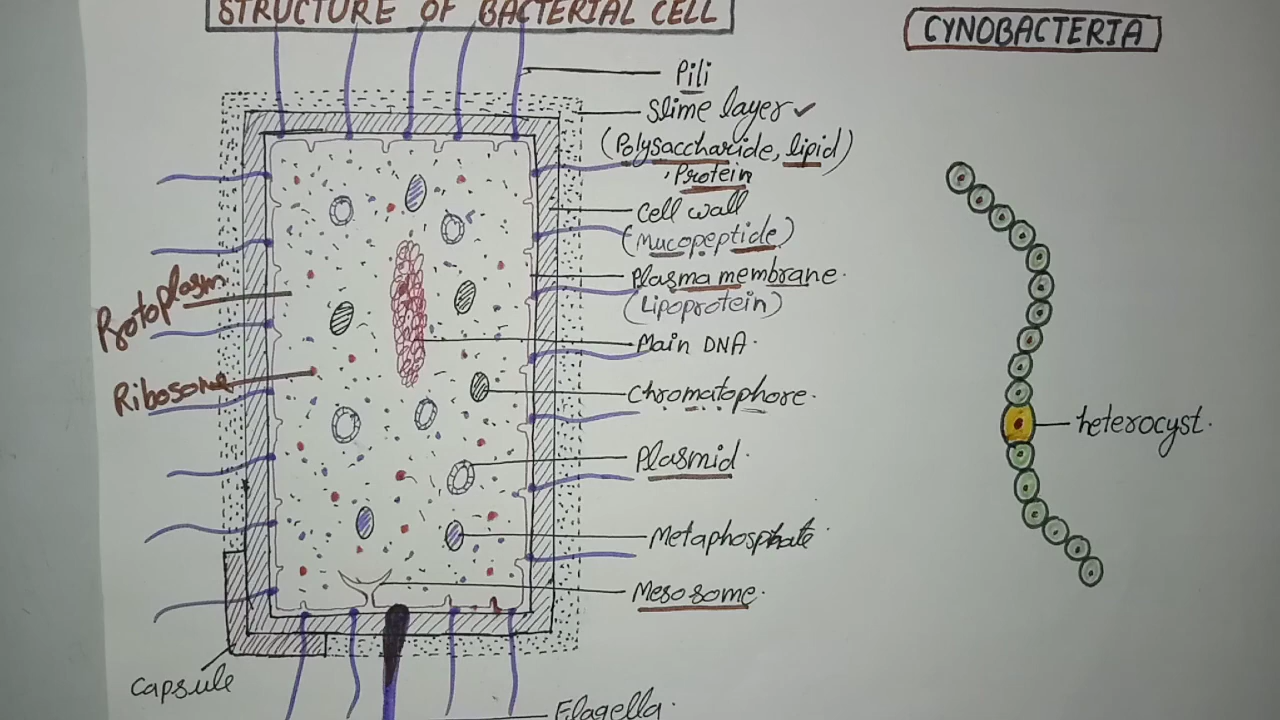 STRUCTURE OF BACTERIAL CELL
CYNOBACTERIA
Pili
Slime layer ✓
(Polysaccharide, lipid)
, Protein
Cell wall
(Mucopeptide)
Plasma membrane.
(Lipoprotein)
Main DNA.
Chromatophore.
Plasmid.
Metaphosphate.
Mesosome.
Flagella.
Protoplasm
Ribosome
Capsule
heterocyst.